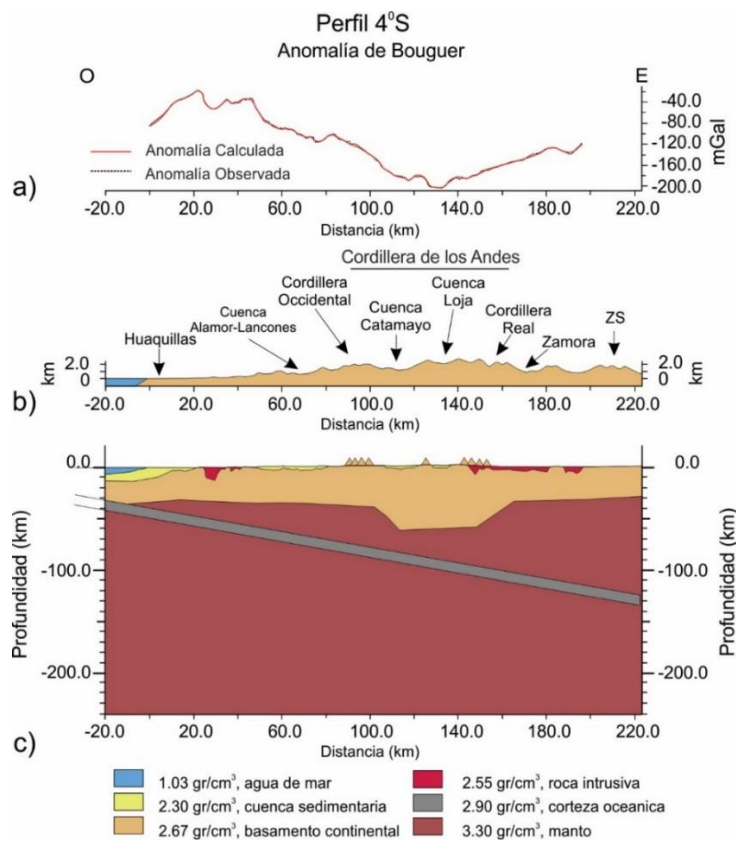 Perfil 4⁰S
Anomalía de Bouguer
O
E
-40.0
-80.0
-120.0
-160.0
-200.0
mGal
Anomalía Calculada
Anomalía Observada
a)
-20.0 20.0 60.0 100.0 140.0 180.0 220.0
Distancia (km)
Cordillera de los Andes
Cordillera
Occidental
Cuenca
Loja
Cuenca
Alamor-Lancones
Cuenca
Catamayo
Cordillera
Real
ZS
Huaquillas
Zamora
km
2.0
0
2.0
0
km
b)
-20.0 20.0 60.0 100.0 140.0 180.0 220.0
Distancia (km)
0.0
-100.0
-200.0
Profundidad (km)
0.0
-100.0
-200.0
Profundidad (km)
c)
-20.0 20.0 60.0 100.0 140.0 180.0 220.0
Distancia (km)
1.03 gr/cm³, agua de mar
2.30 gr/cm³, cuenca sedimentaria
2.67 gr/cm³, basamento continental
2.55 gr/cm³, roca intrusiva
2.90 gr/cm³, corteza oceanica
3.30 gr/cm³, manto